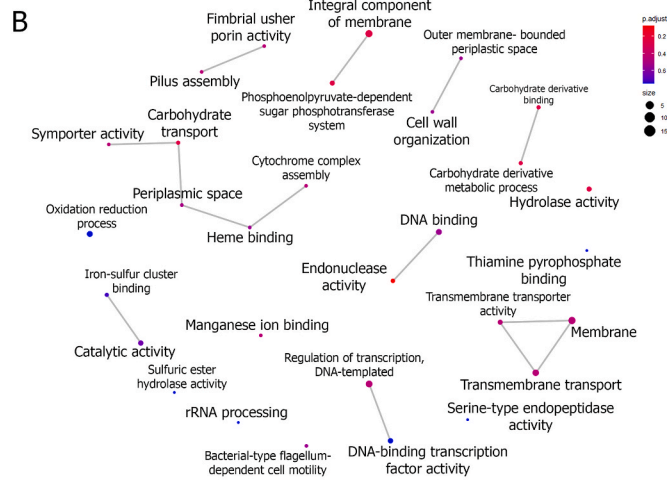 B
Fimbrial usher
porin activity
Pilus assembly
Integral component
of membrane
Phosphoenolpyruvate-dependent
sugar phosphotransferase
system
Outer membrane- bounded
periplastic space
Cell wall
organization
Carbohydrate derivative
binding
Carbohydrate derivative
metabolic process
Hydrolase activity
p.adjust
0.2
0.4
0.6
size
5
10
15
Symporter activity
Carbohydrate
transport
Periplasmic space
Cytochrome complex
assembly
Heme binding
Oxidation reduction
process
DNA binding
Endonuclease
activity
Thiamine pyrophosphate
binding
Iron-sulfur cluster
binding
Catalytic activity
Transmembrane transporter
activity
Membrane
Transmembrane transport
Manganese ion binding
Sulfuric ester
hydrolase activity
Regulation of transcription,
DNA-templated
rRNA processing
Serine-type endopeptidase
activity
Bacterial-type flagellum-
dependent cell motility
DNA-binding transcription
factor activity